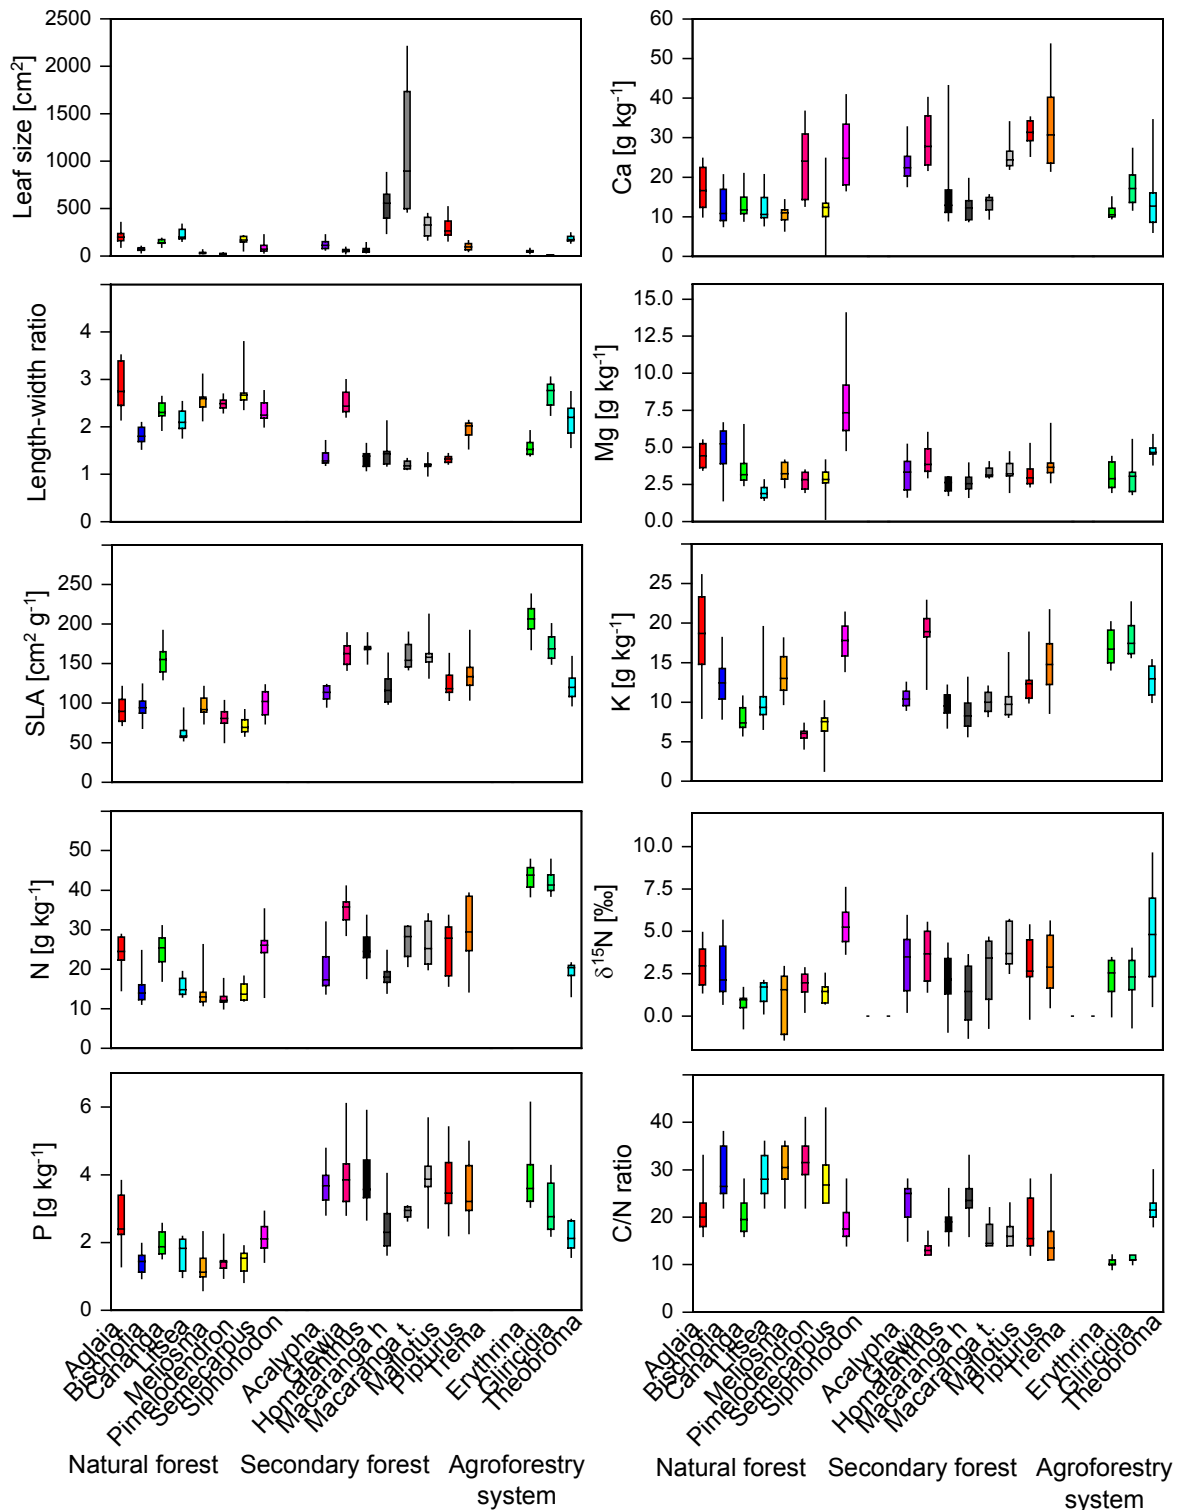 2500
2000
1500
1000
500
0
Leaf size [cm²]
60
50
40
30
20
10
0
Ca [g kg⁻¹]
4
3
2
1
0
Length-width ratio
15.0
12.5
10.0
7.5
5.0
2.5
0.0
Mg [g kg⁻¹]
250
200
150
100
50
0
SLA [cm² g⁻¹]
25
20
15
10
5
0
K [g kg⁻¹]
50
40
30
20
10
0
N [g kg⁻¹]
10.0
7.5
5.0
2.5
0.0
δ¹⁵N [‰]
6
4
2
0
P [g kg⁻¹]
40
30
20
10
0
C/N ratio
Aglaia
Bischofia
Cananga
Litsea
Meliosma
Pimelodendron
Semecarpus
Siphonodon
Acalypha
Grewia
Homalanthus
Macaranga h
Macaranga t.
Mallotus
Pipturus
Trema
Erythrina
Gliricidia
Theobroma
Aglaia
Bischofia
Cananga
Litsea
Meliosma
Pimelodendron
Semecarpus
Siphonodon
Acalypha
Grewia
Homalanthus
Macaranga h
Macaranga t.
Mallotus
Pipturus
Trema
Erythrina
Gliricidia
Theobroma
Natural forest Secondary forest Agroforestry
system
Natural forest Secondary forest Agroforestry
system